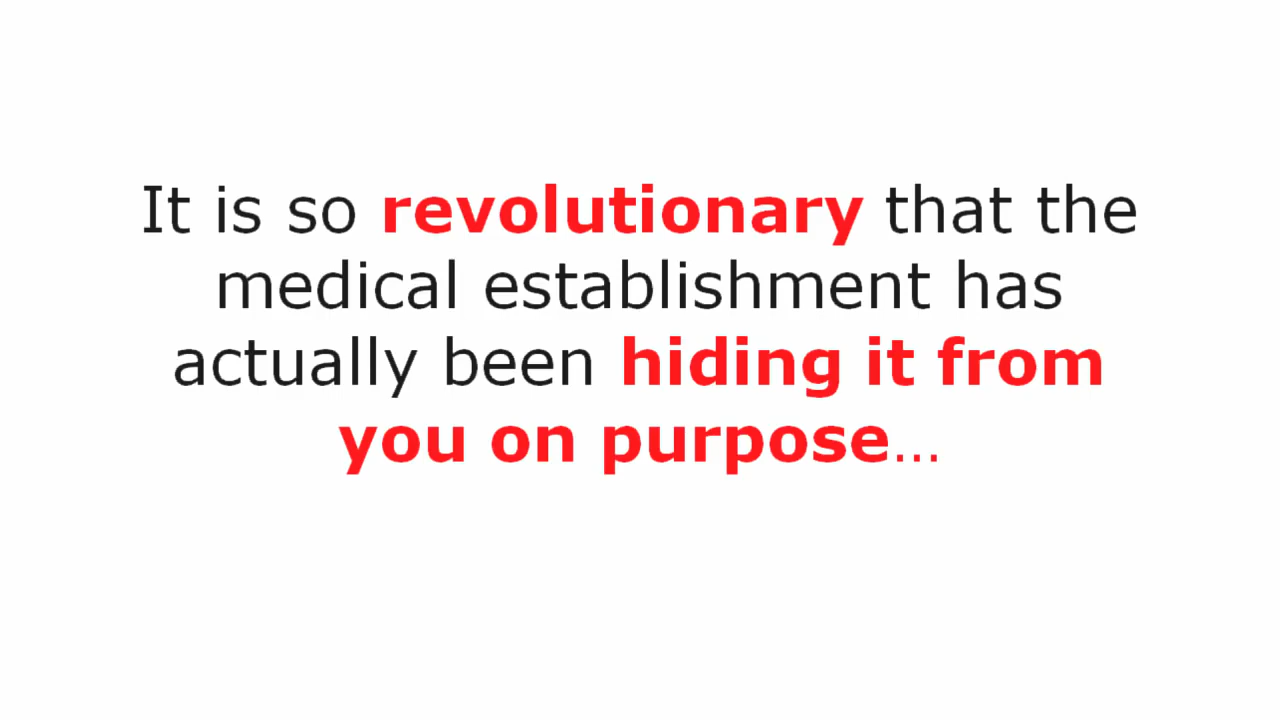 It is so revolutionary that the
medical establishment has
actually been hiding it from
you on purpose...